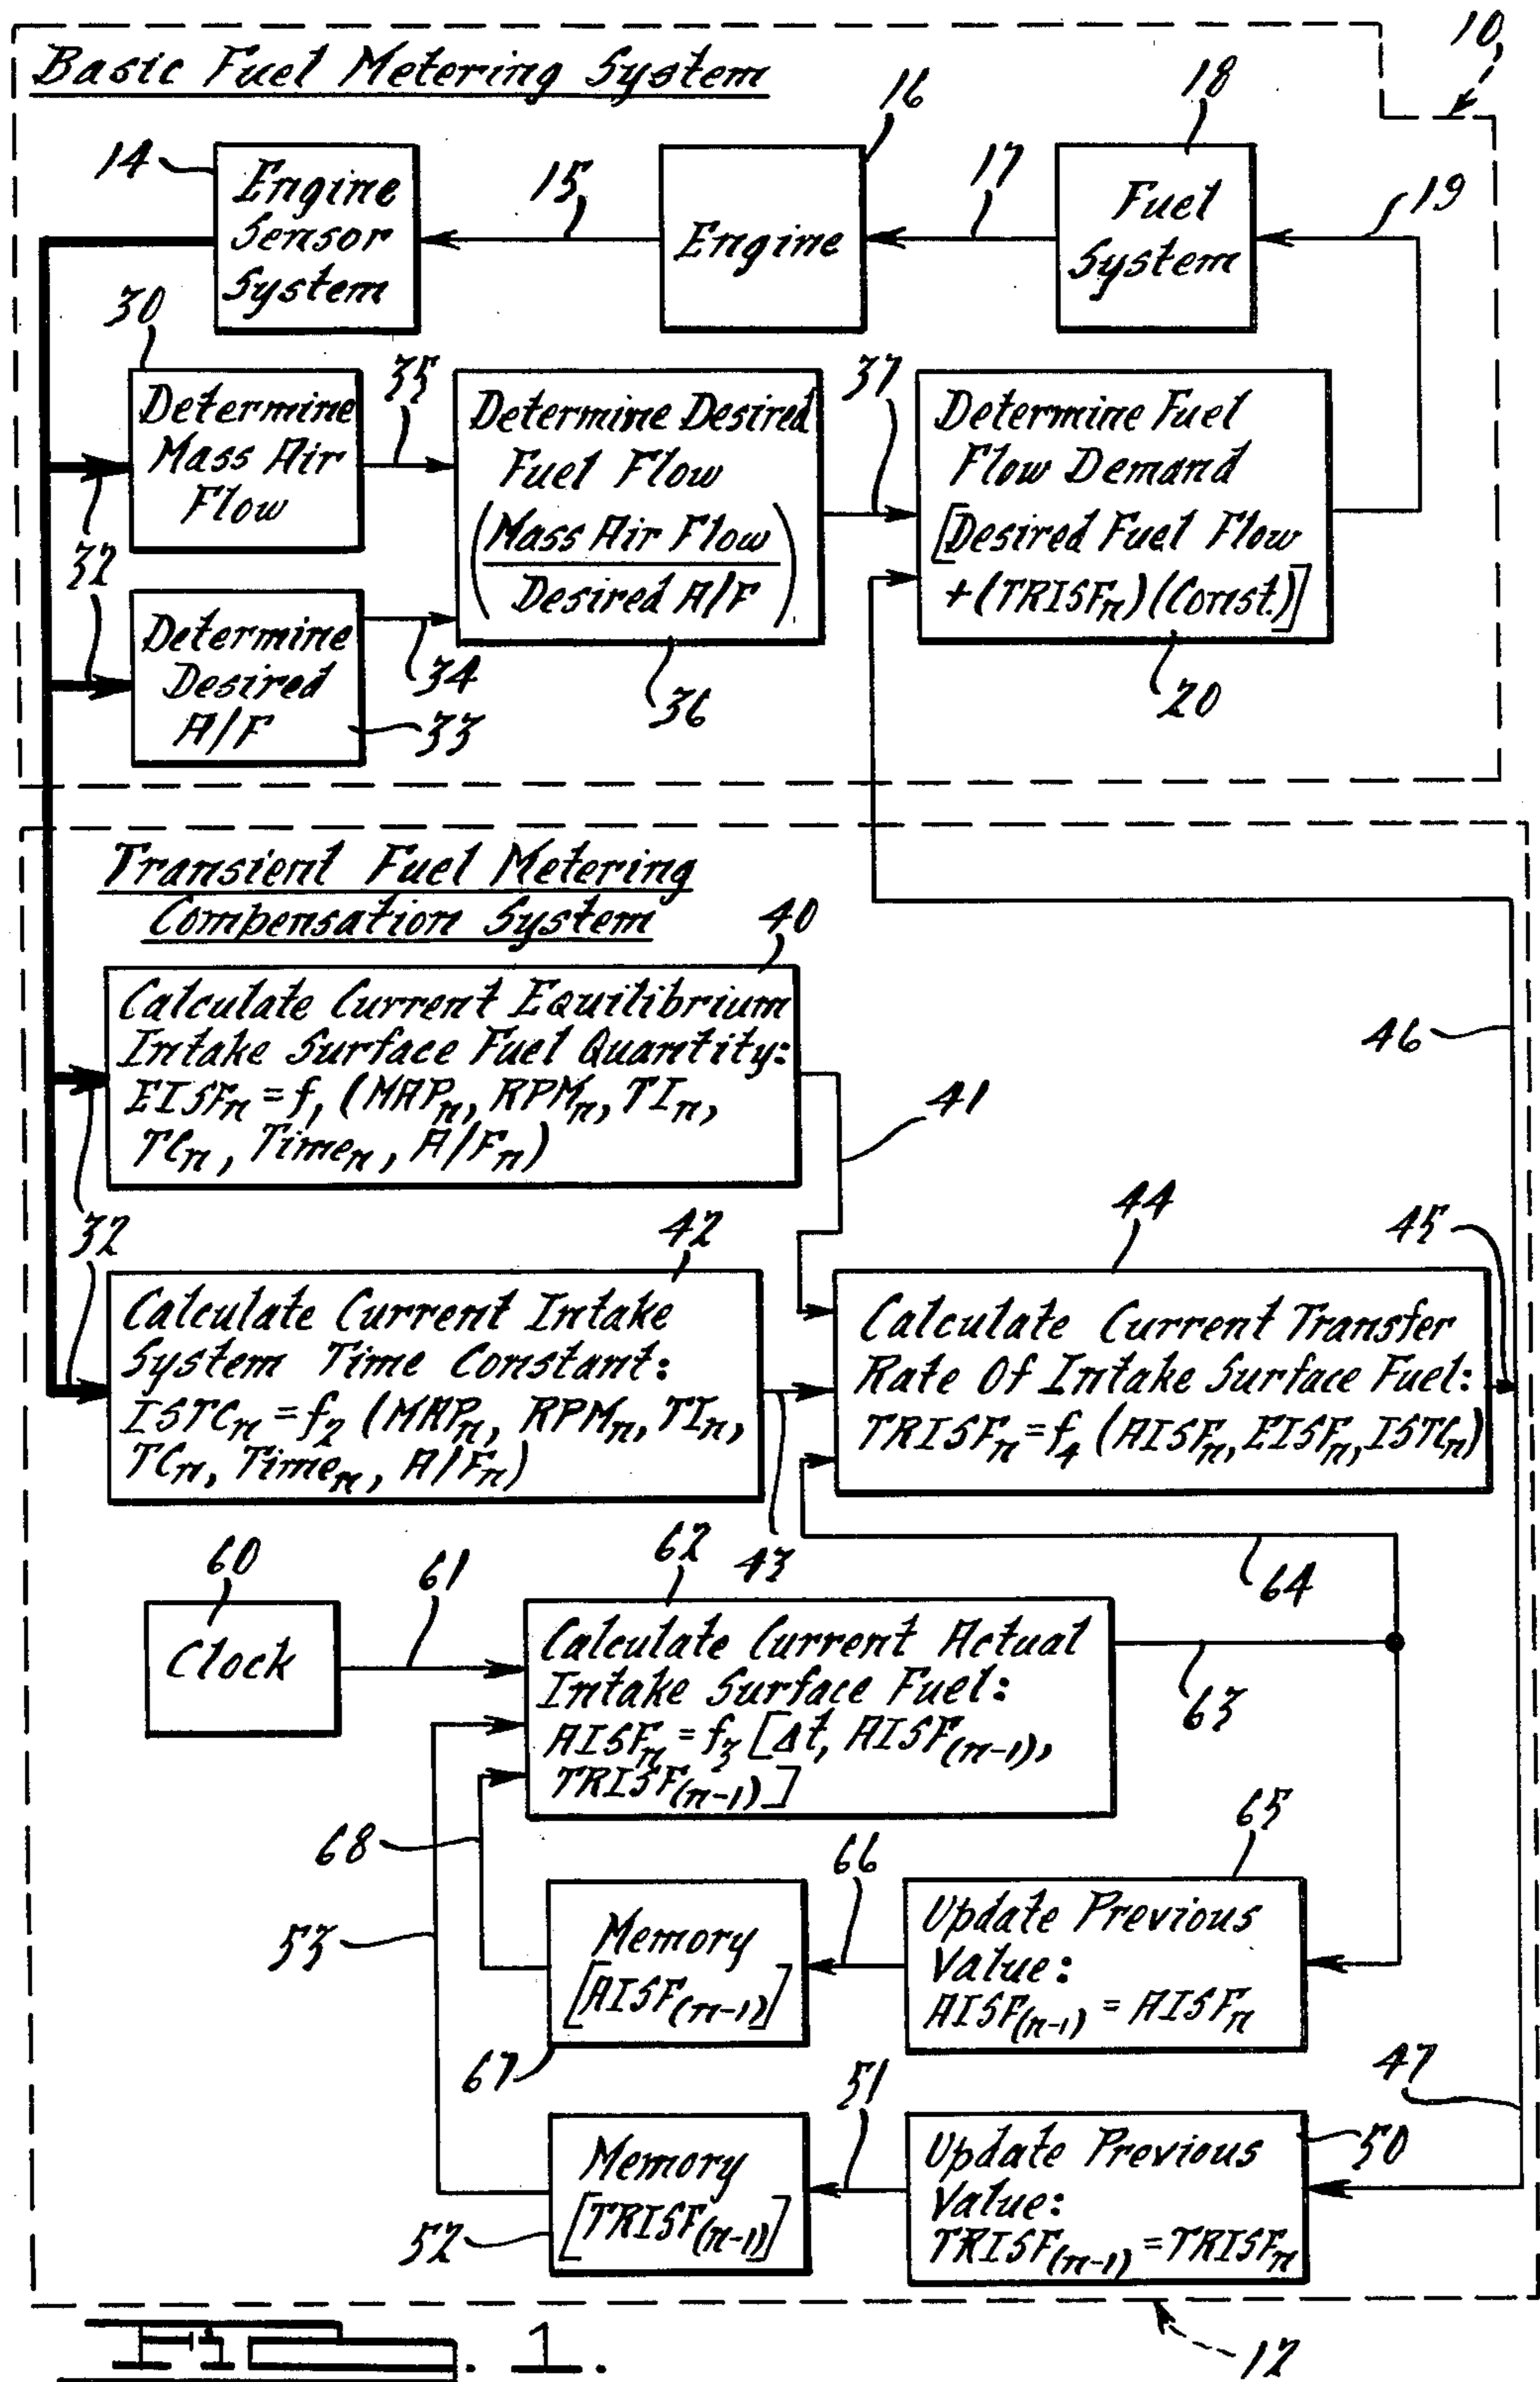 Basic Fuel Metering System
10
14
Engine
Sensor
System
15
16
Engine
17
18
Fuel
System
19
30
Determine
Mass Air
Flow
35
Determine Desired
Fuel Flow
(Mass Air Flow
Desired A/F)
36
37
Determine Fuel
Flow Demand
[Desired Fuel Flow
+(TRISFn)(Const.)]
20
32
Determine
Desired
A/F
33
34
Transient Fuel Metering
Compensation System
40
Calculate Current Equilibrium
Intake Surface Fuel Quantity:
EISFn = f1 (MAPn, RPMn, TIn,
TCn, Timen, A/Fn)
41
46
32
42
Calculate Current Intake
System Time Constant:
ISTCn = f2 (MAPn, RPMn, TIn,
TCn, Timen, A/Fn)
43
44
45
Calculate Current Transfer
Rate Of Intake Surface Fuel:
TRISFn = f4 (AISFn, EISFn, ISTCn)
60
Clock
61
62
Calculate Current Actual
Intake Surface Fuel:
AISFn = f3 [Δt, AISF(n-1),
TRISF(n-1)]
64
63
68
53
Memory
[AISF(n-1)]
67
66
65
Update Previous
Value:
AISF(n-1) = AISFn
47
Memory
[TRISF(n-1)]
52
51
Update Previous
Value:
TRISF(n-1) = TRISFn
50
12
Fig. 1.